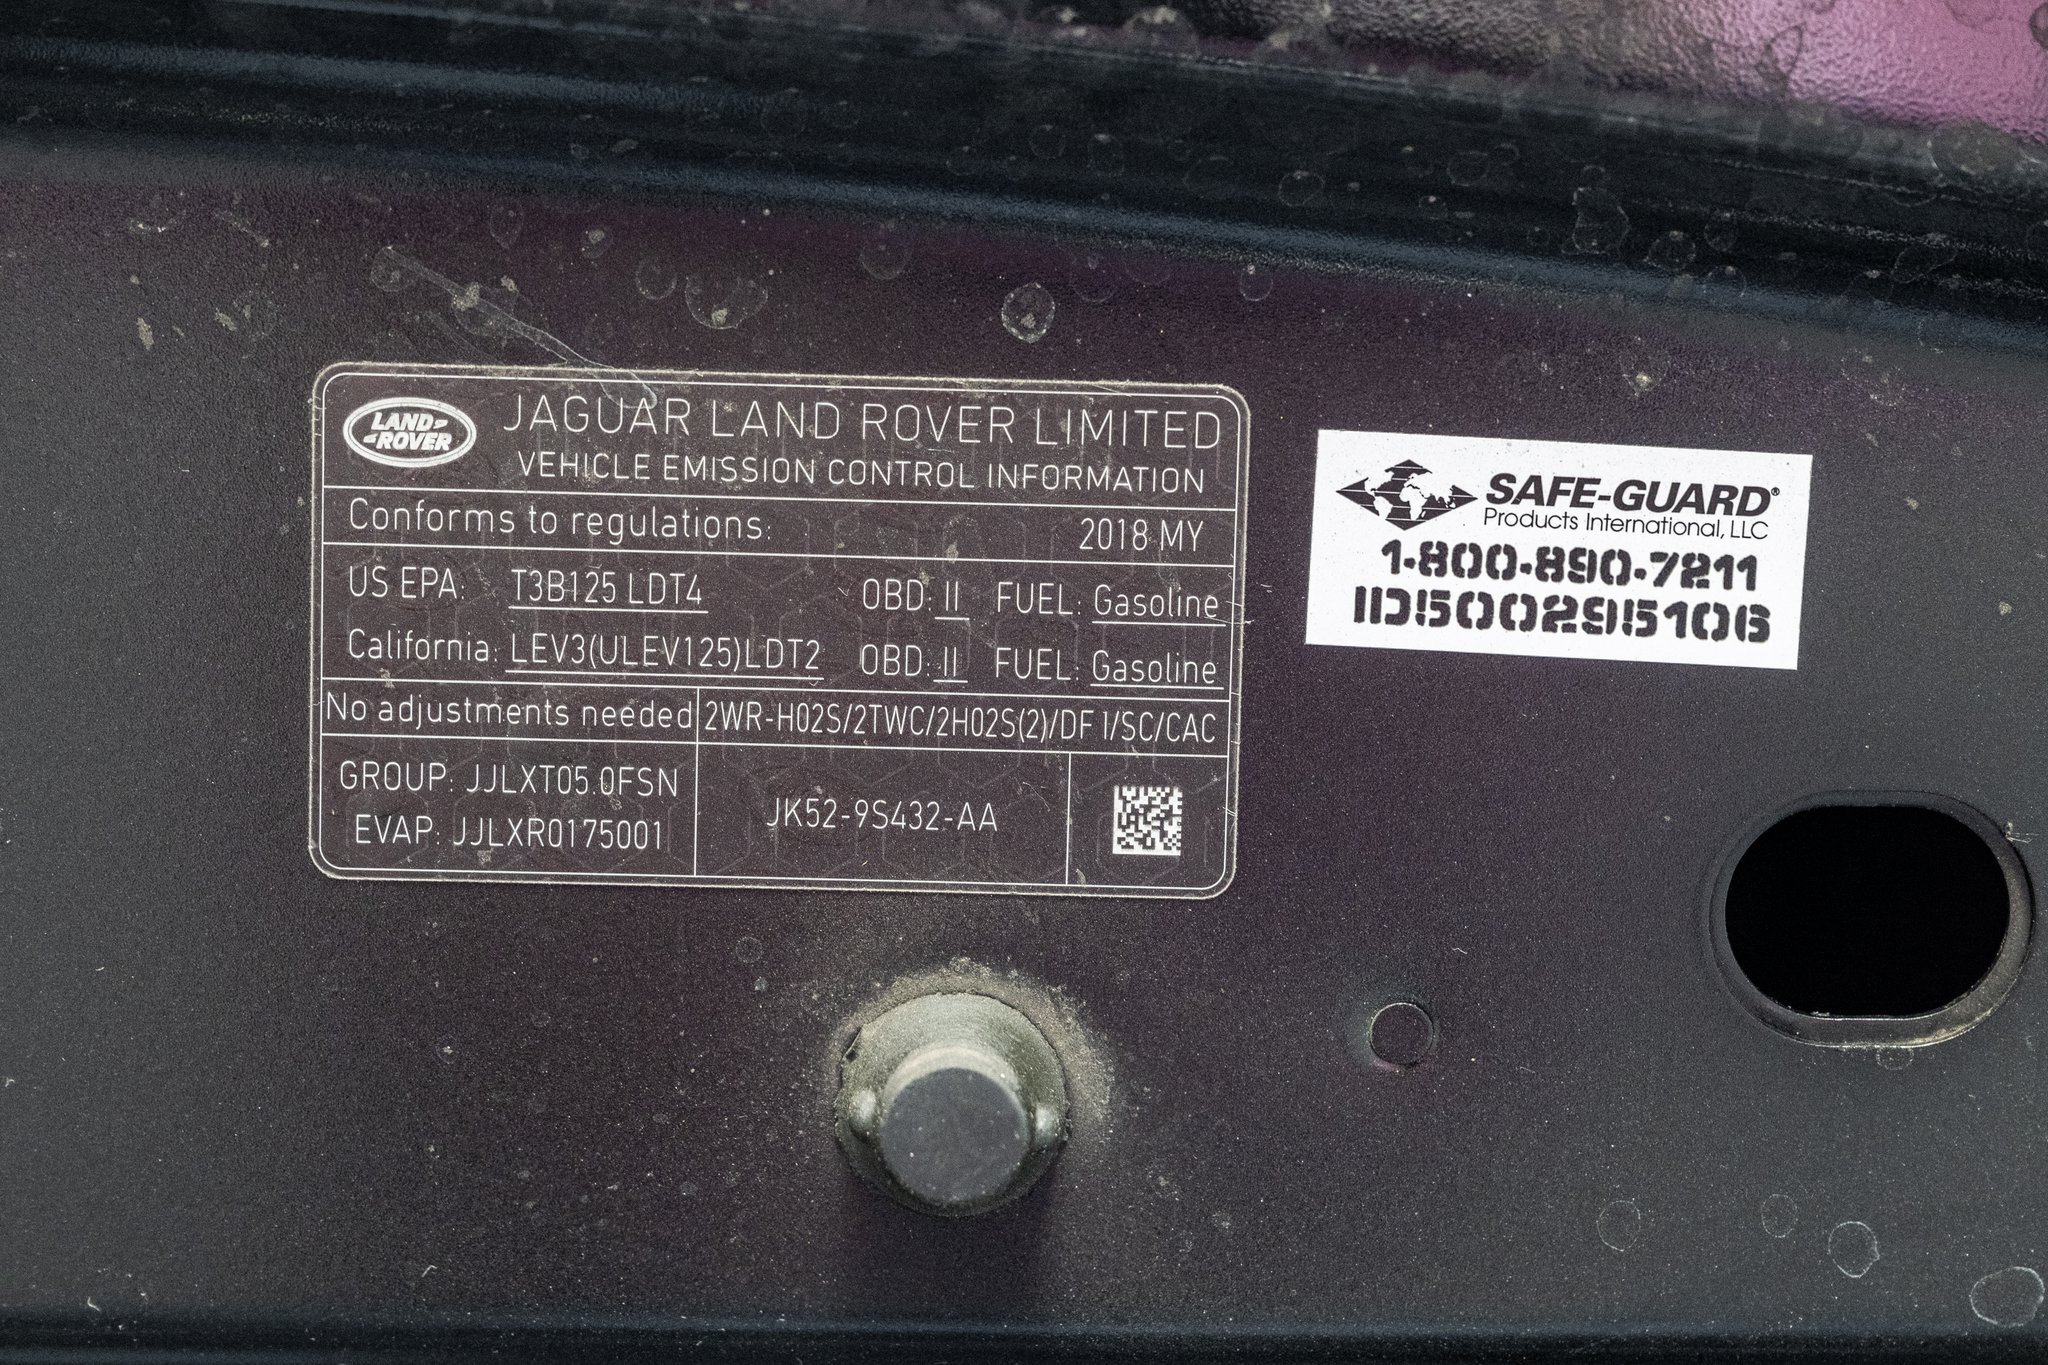 LAND
ROVER
JAGUAR LAND ROVER LIMITED
VEHICLE EMISSION CONTROL INFORMATION
Conforms to regulations: 2018 MY
US EPA: T3B125 LDT4 OBD: II FUEL: Gasoline
California: LEV3(ULEV125)LDT2 OBD: II FUEL: Gasoline
No adjustments needed 2WR-HO2S/2TWC/2HO2S(2)/DF I/SC/CAC
GROUP: JJLXT05.0FSN
EVAP: JJLXR0175001
JK52-9S432-AA
SAFE-GUARD®
Products International, LLC
1-800-890-7211
ID500295106